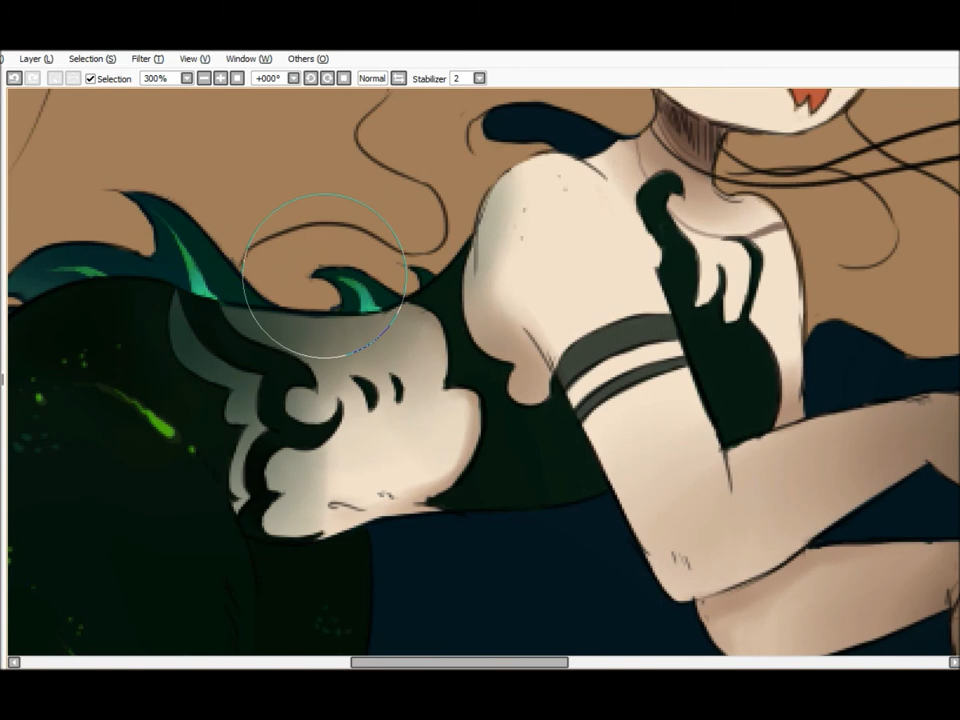 Layer (L) Selection (S) Filter (T) View (V) Window (W) Others (O)
Selection 300% +000° Normal Stabilizer 2